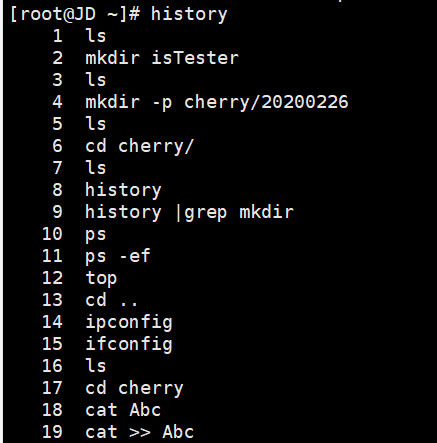 [root@JD ~]# history
1 ls
2 mkdir isTester
3 ls
4 mkdir -p cherry/20200226
5 ls
6 cd cherry/
7 ls
8 history
9 history |grep mkdir
10 ps
11 ps -ef
12 top
13 cd ..
14 ipconfig
15 ifconfig
16 ls
17 cd cherry
18 cat Abc
19 cat >> Abc